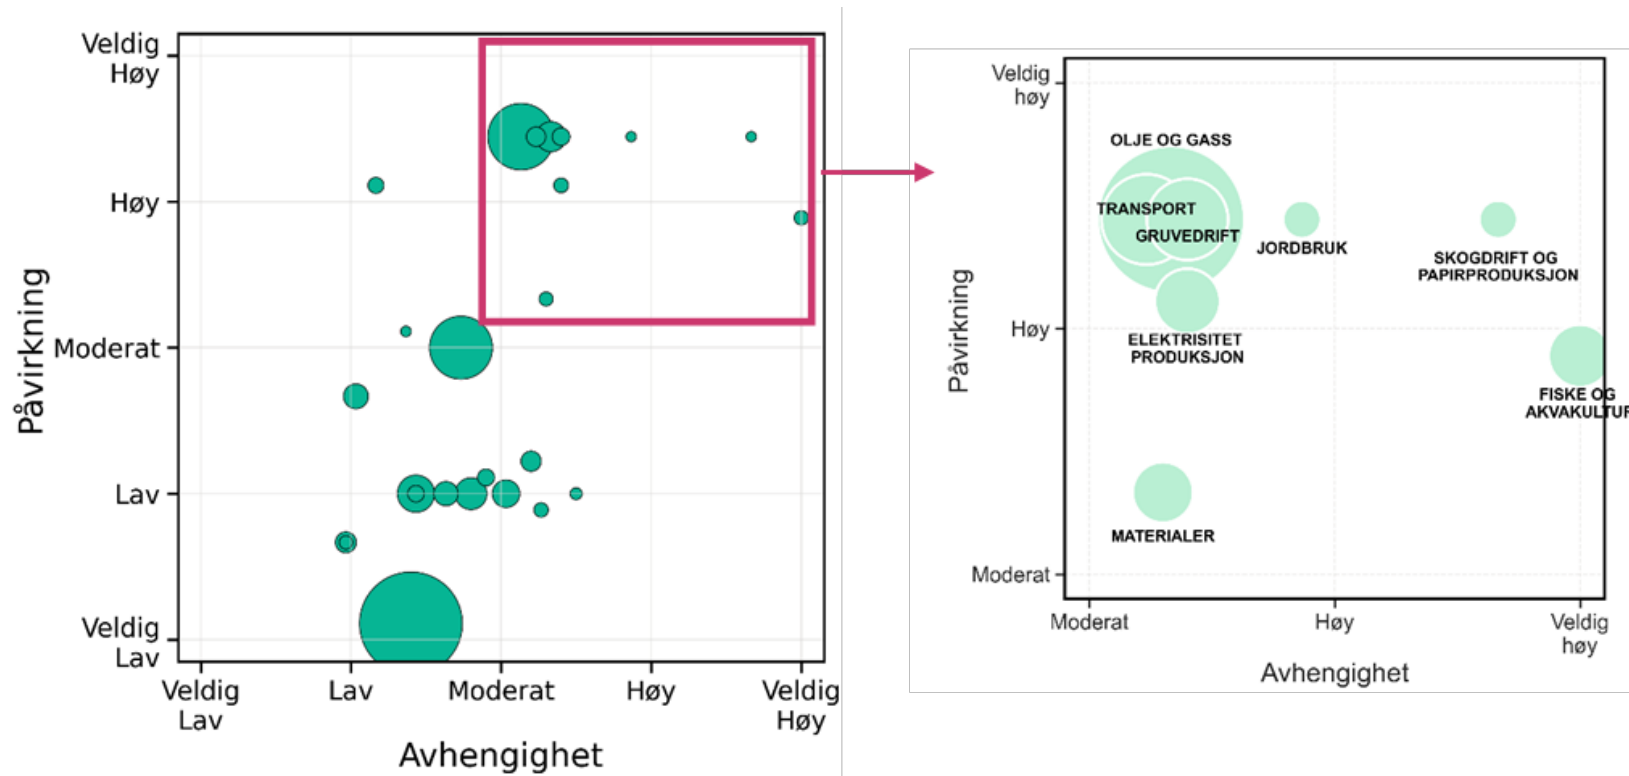 Veldig
Høy
Høy
Moderat
Lav
Veldig
Lav
Påvirkning
Veldig
Lav
Lav
Moderat
Høy
Veldig
Høy
Avhengighet
Veldig
høy
Høy
Moderat
Påvirkning
OLJE OG GASS
TRANSPORT
GRUVEDRIFT
JORDBRUK
SKOGDRIFT OG
PAPIRPRODUKSJON
ELEKTRISITET
PRODUKSJON
FISKE OG
AKVAKULTUR
MATERIALER
Moderat
Høy
Veldig
høy
Avhengighet